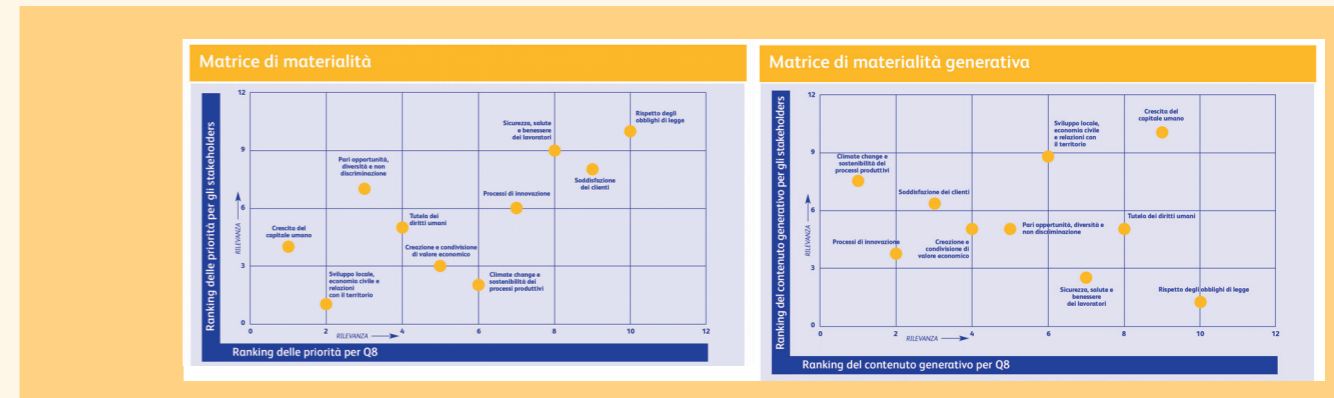 Matrice di materialità
Ranking delle priorità per gli stakeholders
RILEVANZA
12
9
6
3
0
Rispetto degli
obblighi di legge
Sicurezza, salute
e benessere
dei lavoratori
Soddisfazione
dei clienti
Pari opportunità,
diversità e non
discriminazione
Processi di innovazione
Tutela dei
diritti umani
Crescita del
capitale umano
Creazione e condivisione
di valore economico
Sviluppo locale,
economia civile e
relazioni
con il territorio
Climate change e
sostenibilità dei
processi produttivi
0
2
4
6
8
10
12
RILEVANZA
Ranking delle priorità per Q8
Matrice di materialità generativa
Ranking del contenuto generativo per gli stakeholders
RILEVANZA
12
9
6
3
0
Crescita del
capitale umano
Sviluppo locale,
economia civile
e relazioni con
il territorio
Climate change e
sostenibilità dei
processi produttivi
Soddisfazione dei clienti
Tutela dei diritti umani
Pari opportunità, diversità e
non discriminazione
Processi di innovazione
Creazione e
condivisione di
valore economico
Sicurezza, salute e
benessere
dei lavoratori
Rispetto degli obblighi di legge
0
2
4
6
8
10
12
RILEVANZA
Ranking del contenuto generativo per Q8